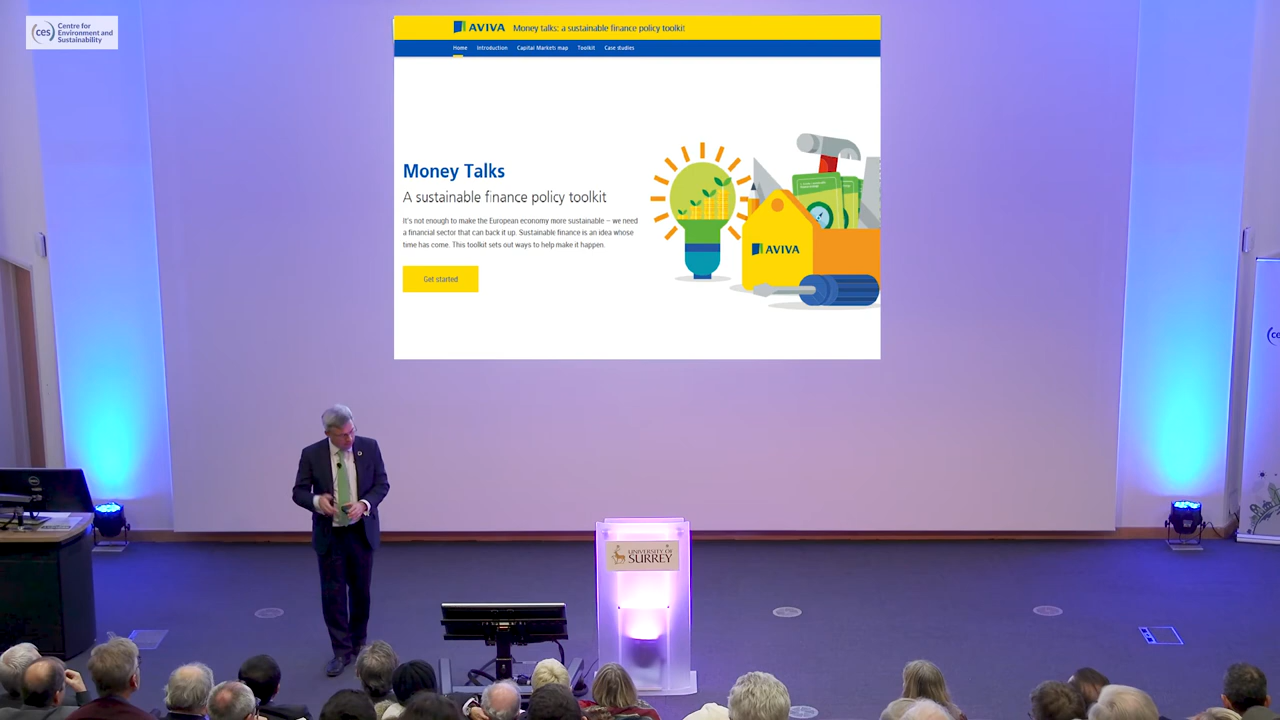 ces Centre for
Environment and
Sustainability
AVIVA Money talks: a sustainable finance policy toolkit
Home Introduction Capital Markets map Toolkit Case studies
Money Talks
A sustainable finance policy toolkit
It's not enough to make the European economy more sustainable – we need
a financial sector that can back it up. Sustainable finance is an idea whose
time has come. This toolkit sets out ways to help make it happen.
Get started
AVIVA
UNIVERSITY OF
SURREY